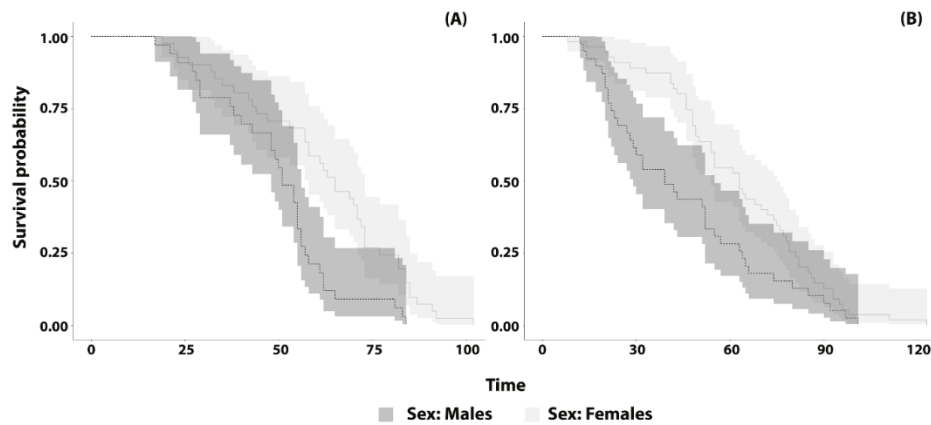 (A) (B)
1.00 1.00
0.75 0.75
Survival probability
0.50 0.50
0.25 0.25
0.00 0.00
0 25 50 75 100 0 30 60 90 120
Time
Sex: Males Sex: Females